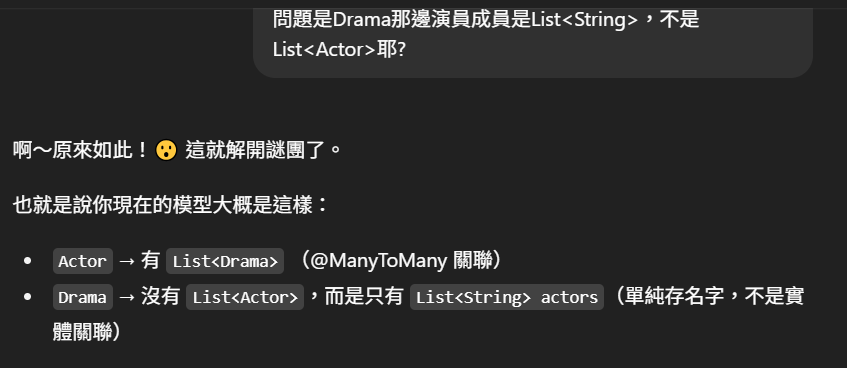 問題是Drama那邊演員成員是List<String>，不是
List<Actor>耶?
啊～原來如此！😮 這就解開謎團了。
也就是說你現在的模型大概是這樣：
• Actor → 有 List<Drama> （@ManyToMany 關聯）
• Drama → 沒有 List<Actor>，而是只有 List<String> actors（單純存名字，不是實
體關聯）